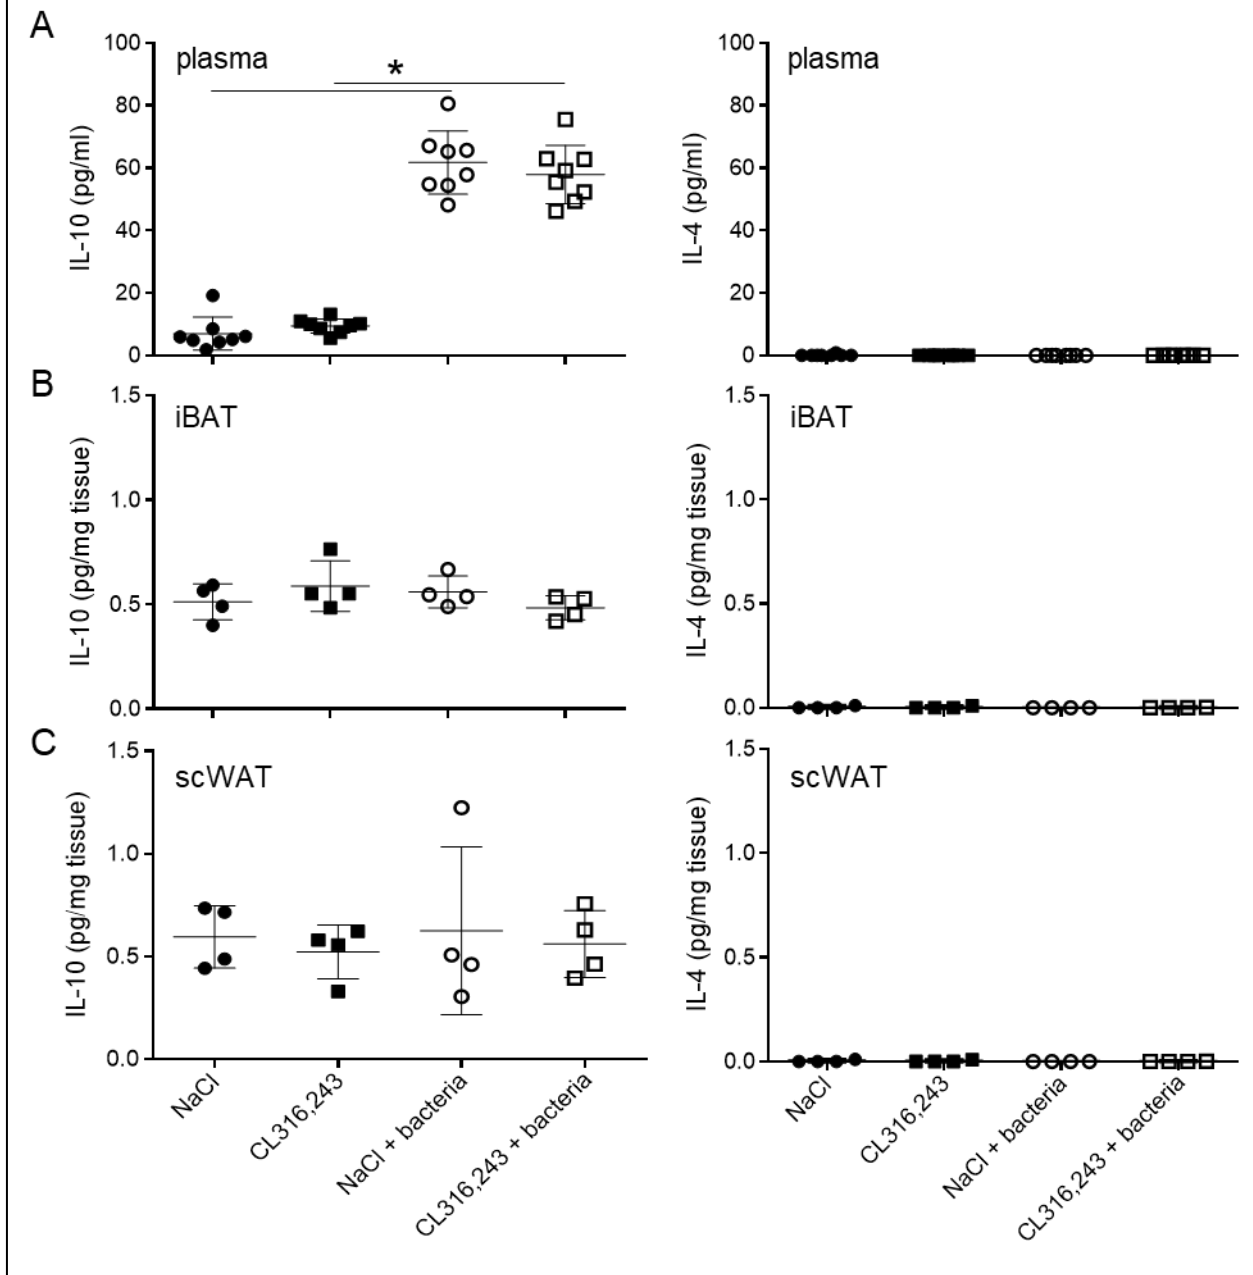 A
plasma
*
IL-10 (pg/ml)
100
80
60
40
20
0
plasma
IL-4 (pg/ml)
100
80
60
40
20
0
B
iBAT
IL-10 (pg/mg tissue)
1.5
1.0
0.5
0.0
iBAT
IL-4 (pg/mg tissue)
1.5
1.0
0.5
0.0
C
scWAT
IL-10 (pg/mg tissue)
1.5
1.0
0.5
0.0
NaCl
CL316,243
NaCl + bacteria
CL316,243 + bacteria
scWAT
IL-4 (pg/mg tissue)
1.5
1.0
0.5
0.0
NaCl
CL316,243
NaCl + bacteria
CL316,243 + bacteria